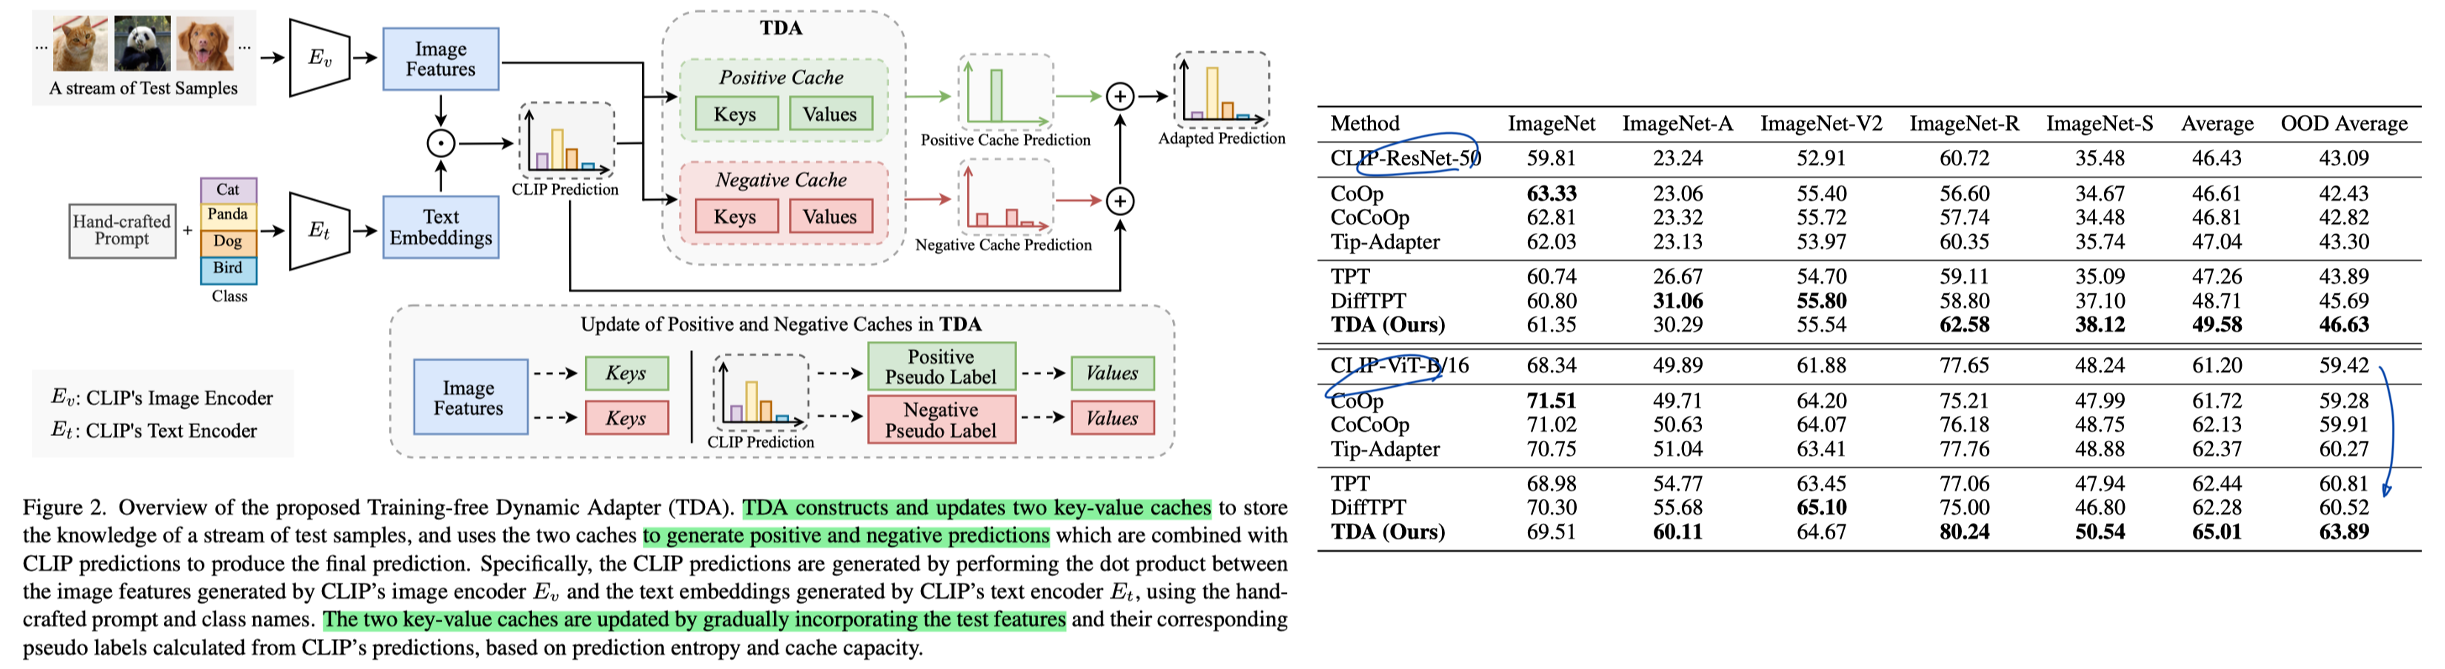 TDA
... ...
A stream of Test Samples
Ev
Image
Features
Positive Cache
Keys Values
Positive Cache Prediction
Adapted Prediction
CLIP Prediction
Negative Cache
Keys Values
Negative Cache Prediction
Hand-crafted
Prompt
+
Cat
Panda
Dog
Bird
Class
Et
Text
Embeddings
Update of Positive and Negative Caches in TDA
Image
Features
Keys
Keys
CLIP Prediction
Positive
Pseudo Label
Negative
Pseudo Label
Values
Values
Ev: CLIP's Image Encoder
Et: CLIP's Text Encoder
Figure 2. Overview of the proposed Training-free Dynamic Adapter (TDA). TDA constructs and updates two key-value caches to store
the knowledge of a stream of test samples, and uses the two caches to generate positive and negative predictions which are combined with
CLIP predictions to produce the final prediction. Specifically, the CLIP predictions are generated by performing the dot product between
the image features generated by CLIP's image encoder Ev and the text embeddings generated by CLIP's text encoder Et, using the hand-
crafted prompt and class names. The two key-value caches are updated by gradually incorporating the test features and their corresponding
pseudo labels calculated from CLIP's predictions, based on prediction entropy and cache capacity.
Method ImageNet ImageNet-A ImageNet-V2 ImageNet-R ImageNet-S Average OOD Average
CLIP-ResNet-50 59.81 23.24 52.91 60.72 35.48 46.43 43.09
CoOp 63.33 23.06 55.40 56.60 34.67 46.61 42.43
CoCoOp 62.81 23.32 55.72 57.74 34.48 46.81 42.82
Tip-Adapter 62.03 23.13 53.97 60.35 35.74 47.04 43.30
TPT 60.74 26.67 54.70 59.11 35.09 47.26 43.89
DiffTPT 60.80 31.06 55.80 58.80 37.10 48.71 45.69
TDA (Ours) 61.35 30.29 55.54 62.58 38.12 49.58 46.63
CLIP-ViT-B/16 68.34 49.89 61.88 77.65 48.24 61.20 59.42
CoOp 71.51 49.71 64.20 75.21 47.99 61.72 59.28
CoCoOp 71.02 50.63 64.07 76.18 48.75 62.13 59.91
Tip-Adapter 70.75 51.04 63.41 77.76 48.88 62.37 60.27
TPT 68.98 54.77 63.45 77.06 47.94 62.44 60.81
DiffTPT 70.30 55.68 65.10 75.00 46.80 62.28 60.52
TDA (Ours) 69.51 60.11 64.67 80.24 50.54 65.01 63.89